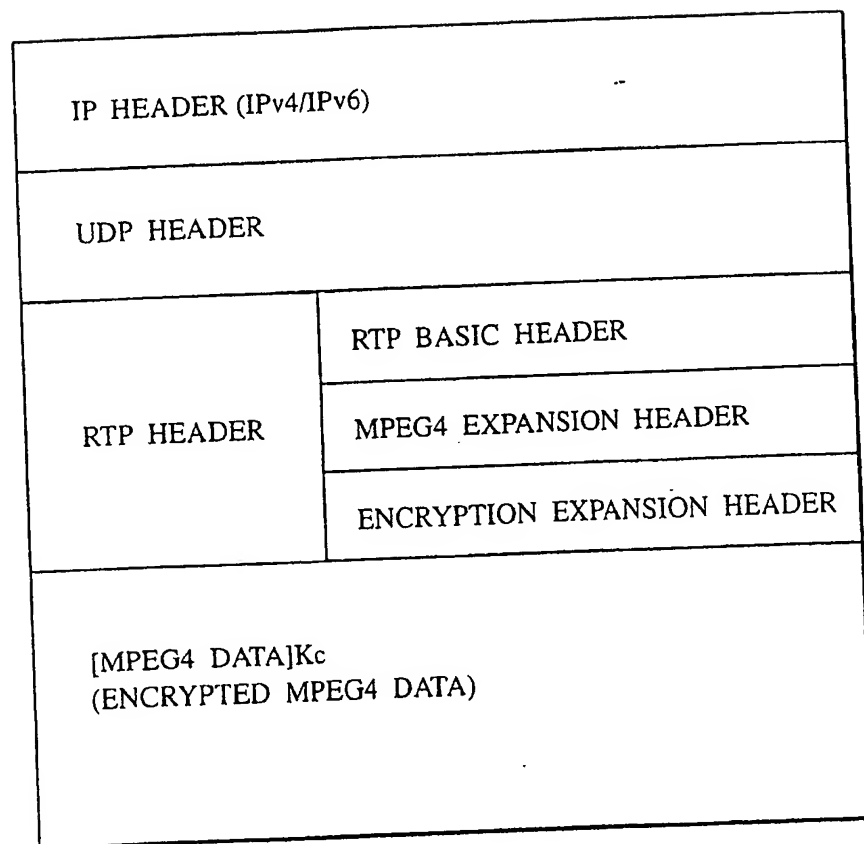 IP HEADER (IPv4/IPv6)
UDP HEADER
RTP HEADER
RTP BASIC HEADER
MPEG4 EXPANSION HEADER
ENCRYPTION EXPANSION HEADER
[MPEG4 DATA]Kc
(ENCRYPTED MPEG4 DATA)